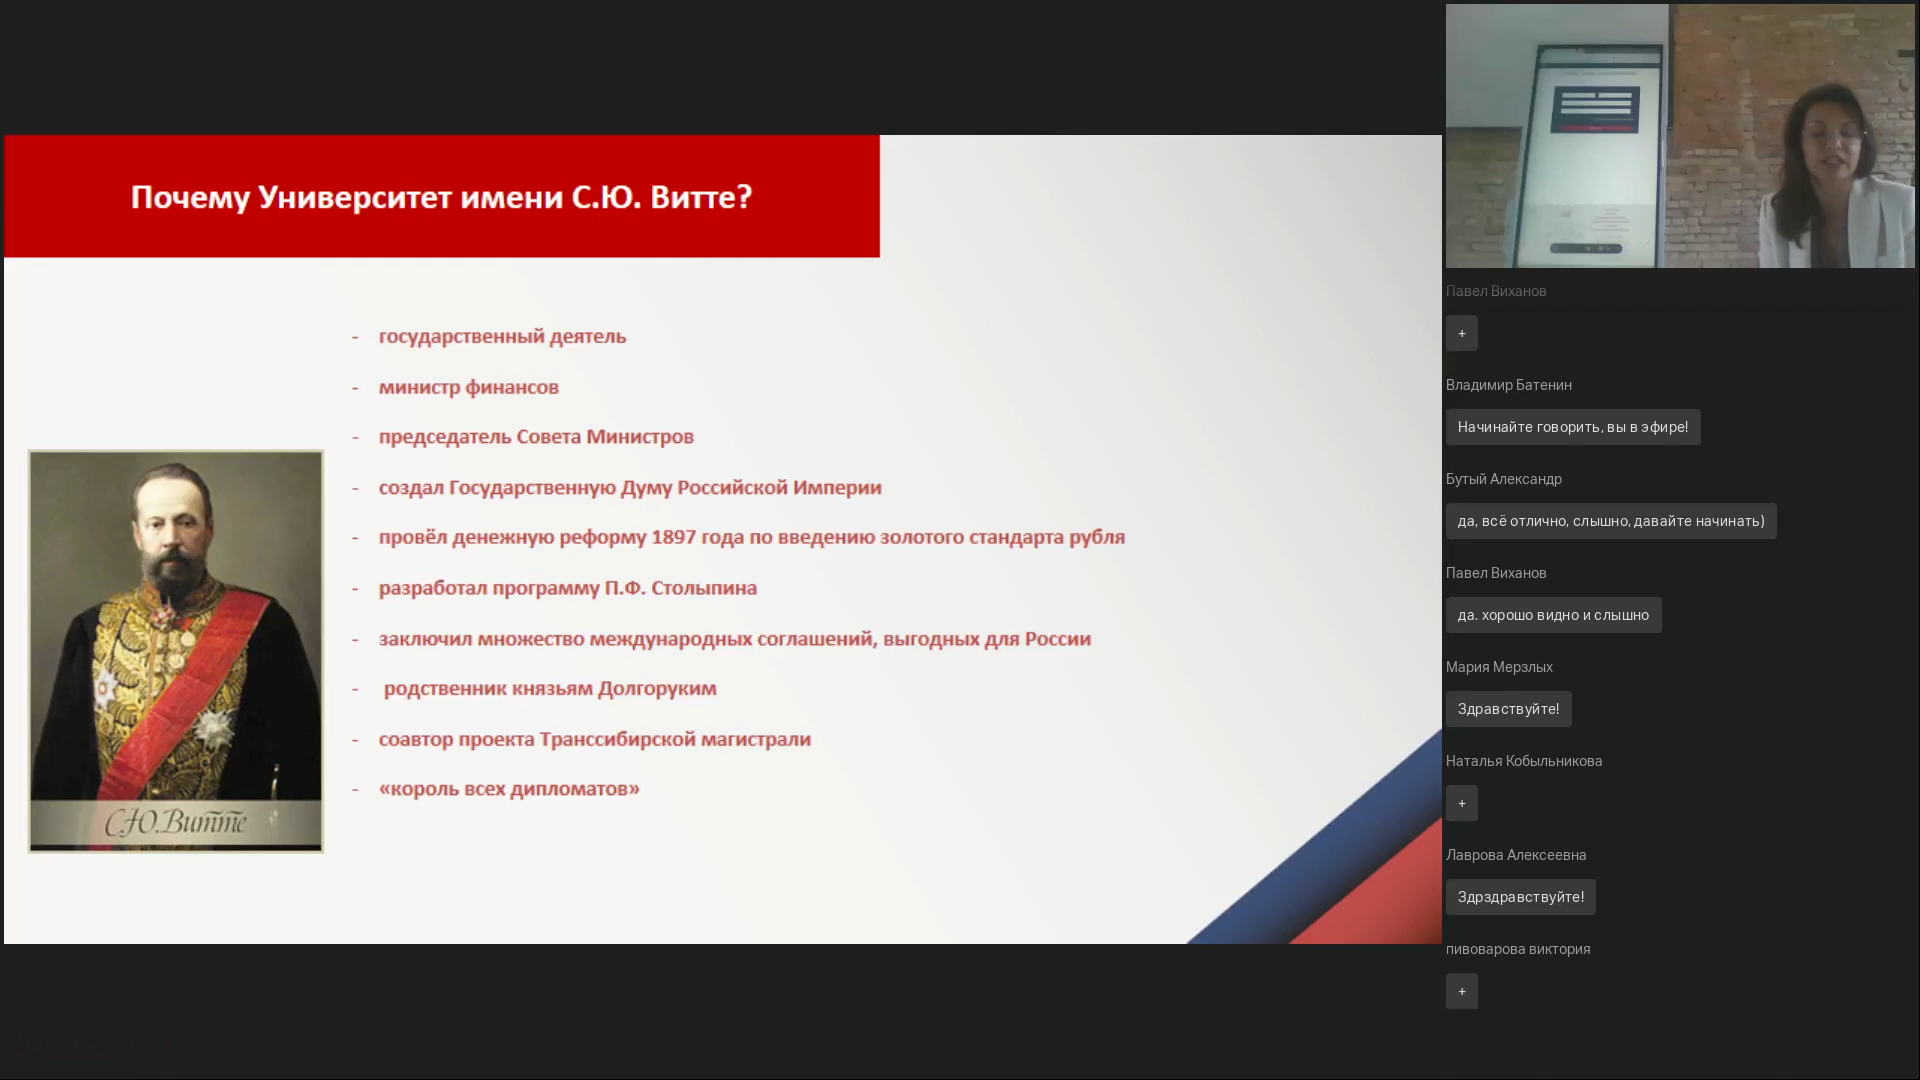 Почему Университет имени С.Ю. Витте?
- государственный деятель
- министр финансов
- председатель Совета Министров
- создал Государственную Думу Российской Империи
- провёл денежную реформу 1897 года по введению золотого стандарта рубля
- разработал программу П.Ф. Столыпина
- заключил множество международных соглашений, выгодных для России
- родственник князьям Долгоруким
- соавтор проекта Транссибирской магистрали
- «король всех дипломатов»
С.Ю. Витте
Павел Виханов
+
Владимир Батенин
Начинайте говорить, вы в эфире!
Бутый Александр
да, всё отлично, слышно, давайте начинать)
Павел Виханов
да. хорошо видно и слышно
Мария Мерзлых
Здравствуйте!
Наталья Кобыльникова
+
Лаврова Алексеевна
Здрздравствуйте!
пивоварова виктория
+